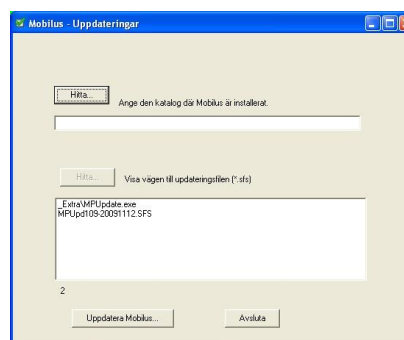 Mobilus - Uppdateringar
Hitta...
Ange den katalog där Mobilus är installerat.
Hitta...
Visa vägen till updateringsfilen (*.sfs)
_Extra\MPUpdate.exe
MPUpd109-20091112.SFS
2
Uppdatera Mobilus...
Avsluta